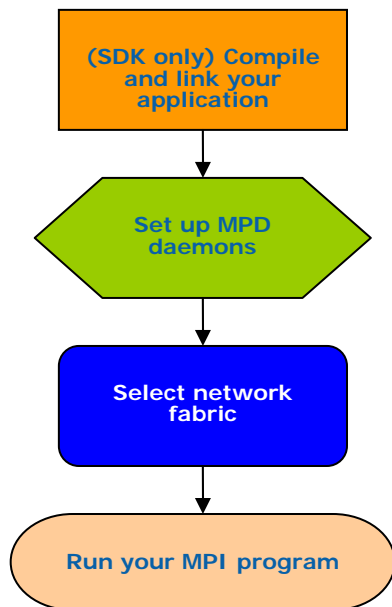 (SDK only) Compile
and link your
application
Set up MPD
daemons
Select network
fabric
Run your MPI program